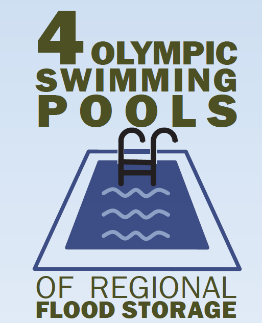 4 OLYMPIC
SWIMMING
POOLS
OF REGIONAL
FLOOD STORAGE